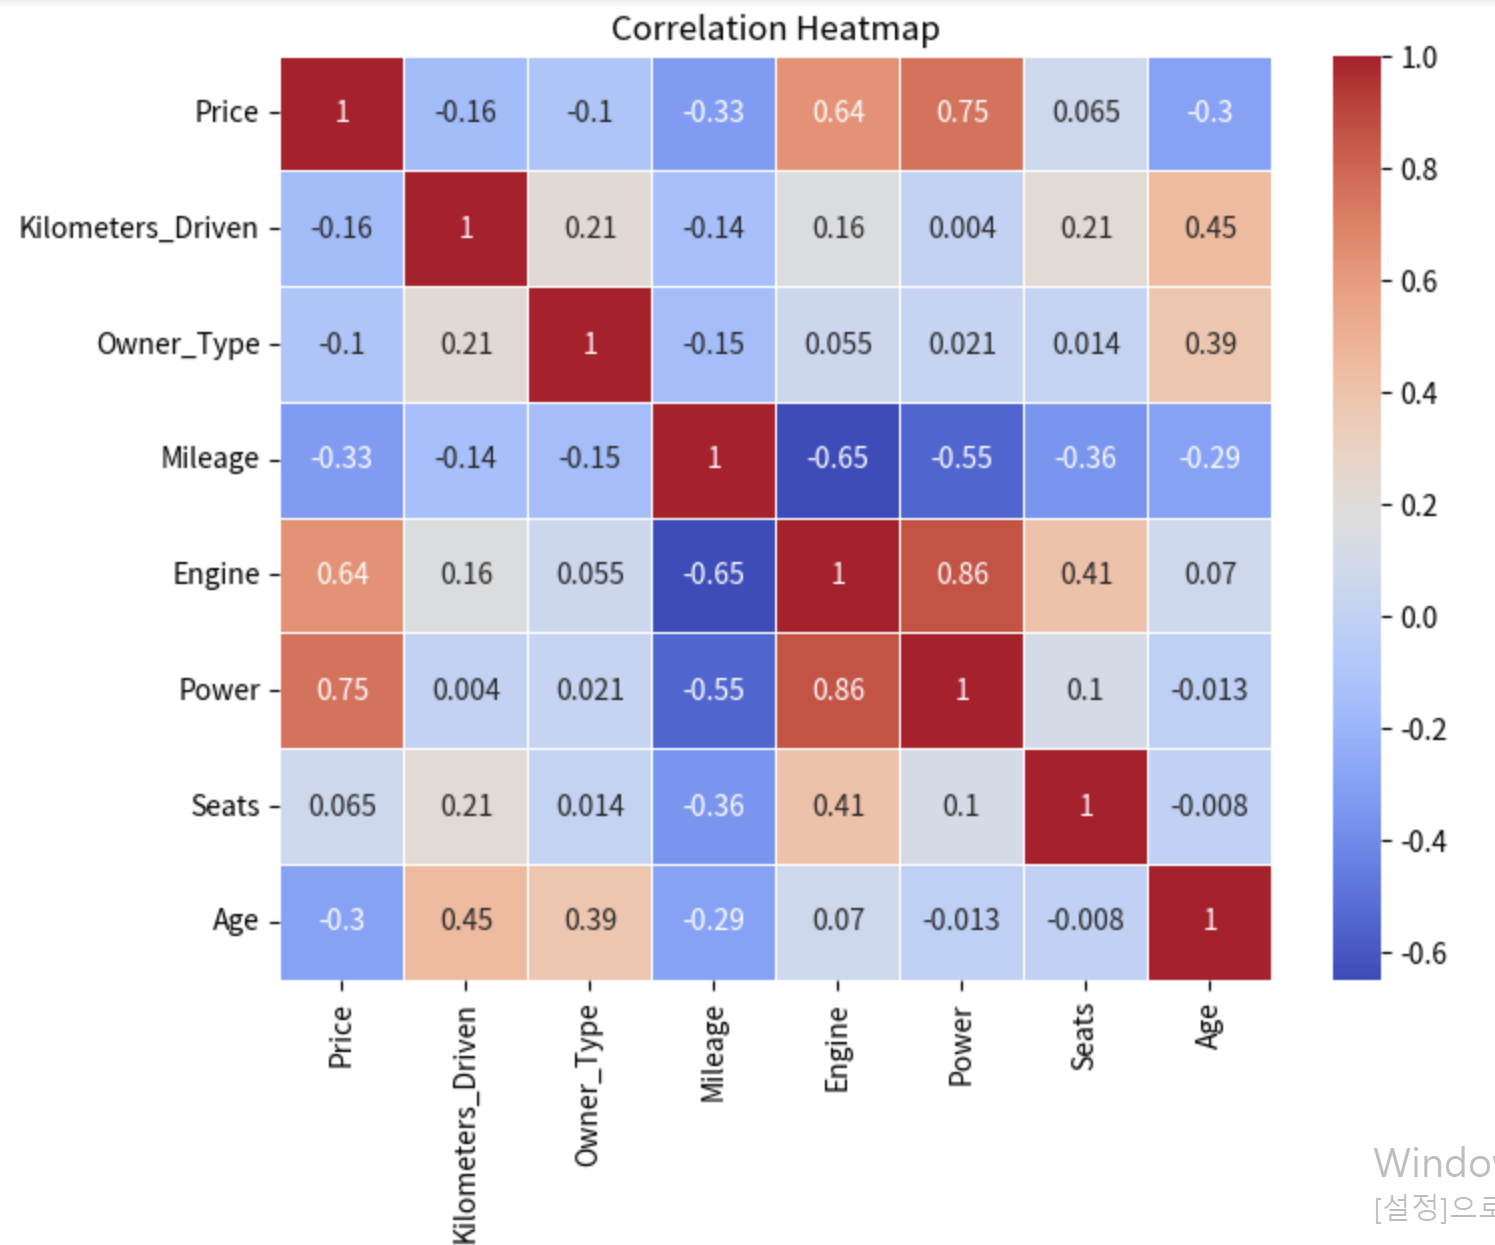 Correlation Heatmap
Price 1 -0.16 -0.1 -0.33 0.64 0.75 0.065 -0.3
Kilometers_Driven -0.16 1 0.21 -0.14 0.16 0.004 0.21 0.45
Owner_Type -0.1 0.21 1 -0.15 0.055 0.021 0.014 0.39
Mileage -0.33 -0.14 -0.15 1 -0.65 -0.55 -0.36 -0.29
Engine 0.64 0.16 0.055 -0.65 1 0.86 0.41 0.07
Power 0.75 0.004 0.021 -0.55 0.86 1 0.1 -0.013
Seats 0.065 0.21 0.014 -0.36 0.41 0.1 1 -0.008
Age -0.3 0.45 0.39 -0.29 0.07 -0.013 -0.008 1
Price Kilometers_Driven Owner_Type Mileage Engine Power Seats Age
1.0
0.8
0.6
0.4
0.2
0.0
-0.2
-0.4
-0.6
[설정]으로